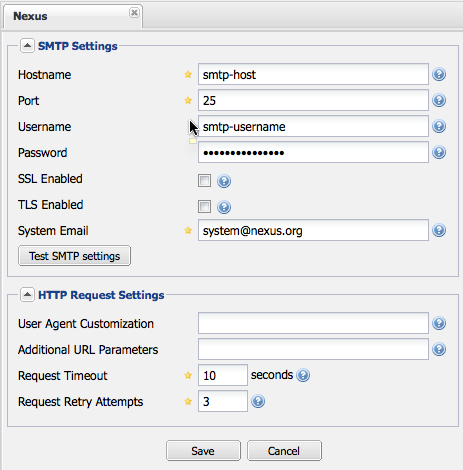 Nexus
SMTP Settings
Hostname smtp-host
Port 25
Username smtp-username
Password •••••••••••••••
SSL Enabled
TLS Enabled
System Email system@nexus.org
Test SMTP settings
HTTP Request Settings
User Agent Customization
Additional URL Parameters
Request Timeout 10 seconds
Request Retry Attempts 3
Save Cancel